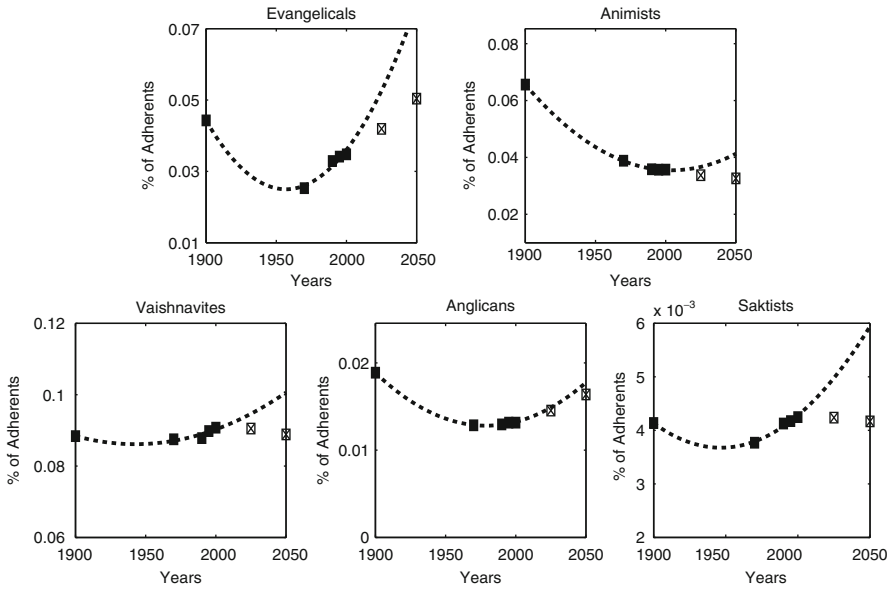 Evangelicals
% of Adherents
0.07
0.05
0.03
0.01
1900 1950 2000 2050
Years
Animists
% of Adherents
0.08
0.06
0.04
0.02
1900 1950 2000 2050
Years
Vaishnavites
% of Adherents
0.12
0.1
0.08
0.06
1900 1950 2000 2050
Years
Anglicans
% of Adherents
0.02
0.01
0
1900 1950 2000 2050
Years
Saktists
x 10⁻³
% of Adherents
6
5
4
3
2
1900 1950 2000 2050
Years